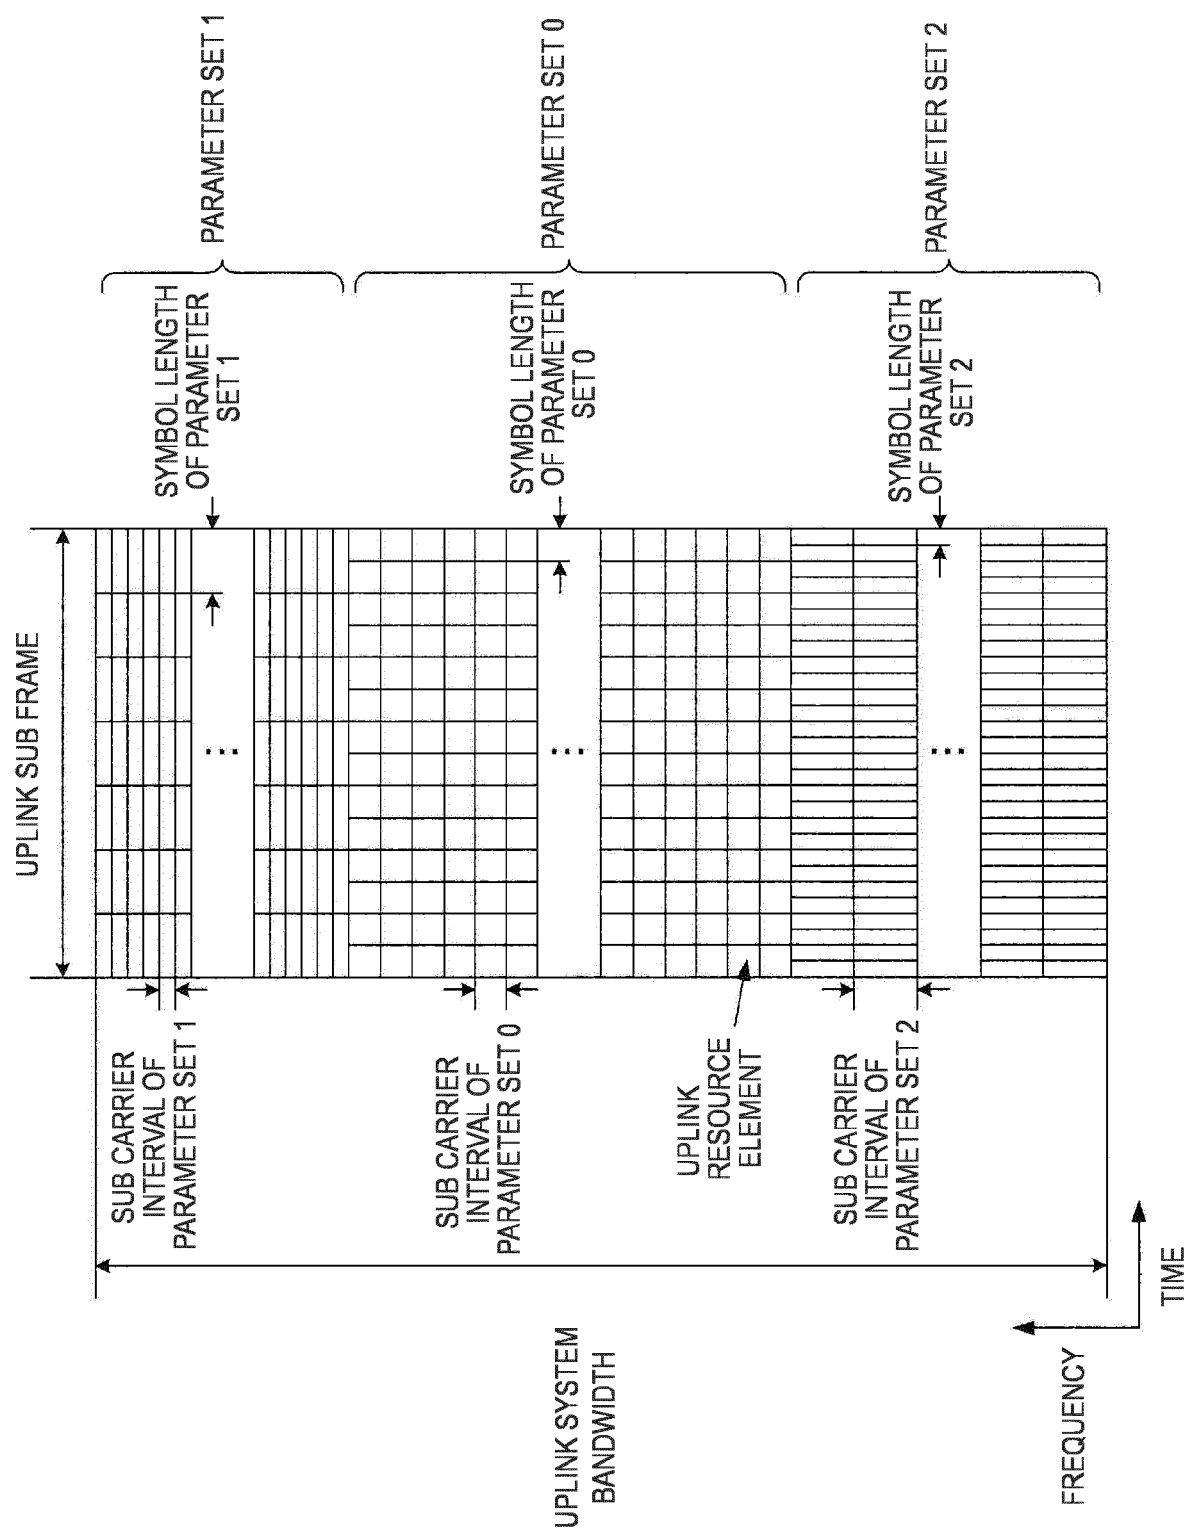 UPLINK SUB FRAME
SYMBOL LENGTH
OF PARAMETER
SET 1
PARAMETER SET 1
SUB CARRIER
INTERVAL OF
PARAMETER SET 1
SYMBOL LENGTH
OF PARAMETER
SET 0
PARAMETER SET 0
SUB CARRIER
INTERVAL OF
PARAMETER SET 0
UPLINK SYSTEM
BANDWIDTH
UPLINK
RESOURCE
ELEMENT
SYMBOL LENGTH
OF PARAMETER
SET 2
PARAMETER SET 2
SUB CARRIER
INTERVAL OF
PARAMETER SET 2
FREQUENCY
TIME